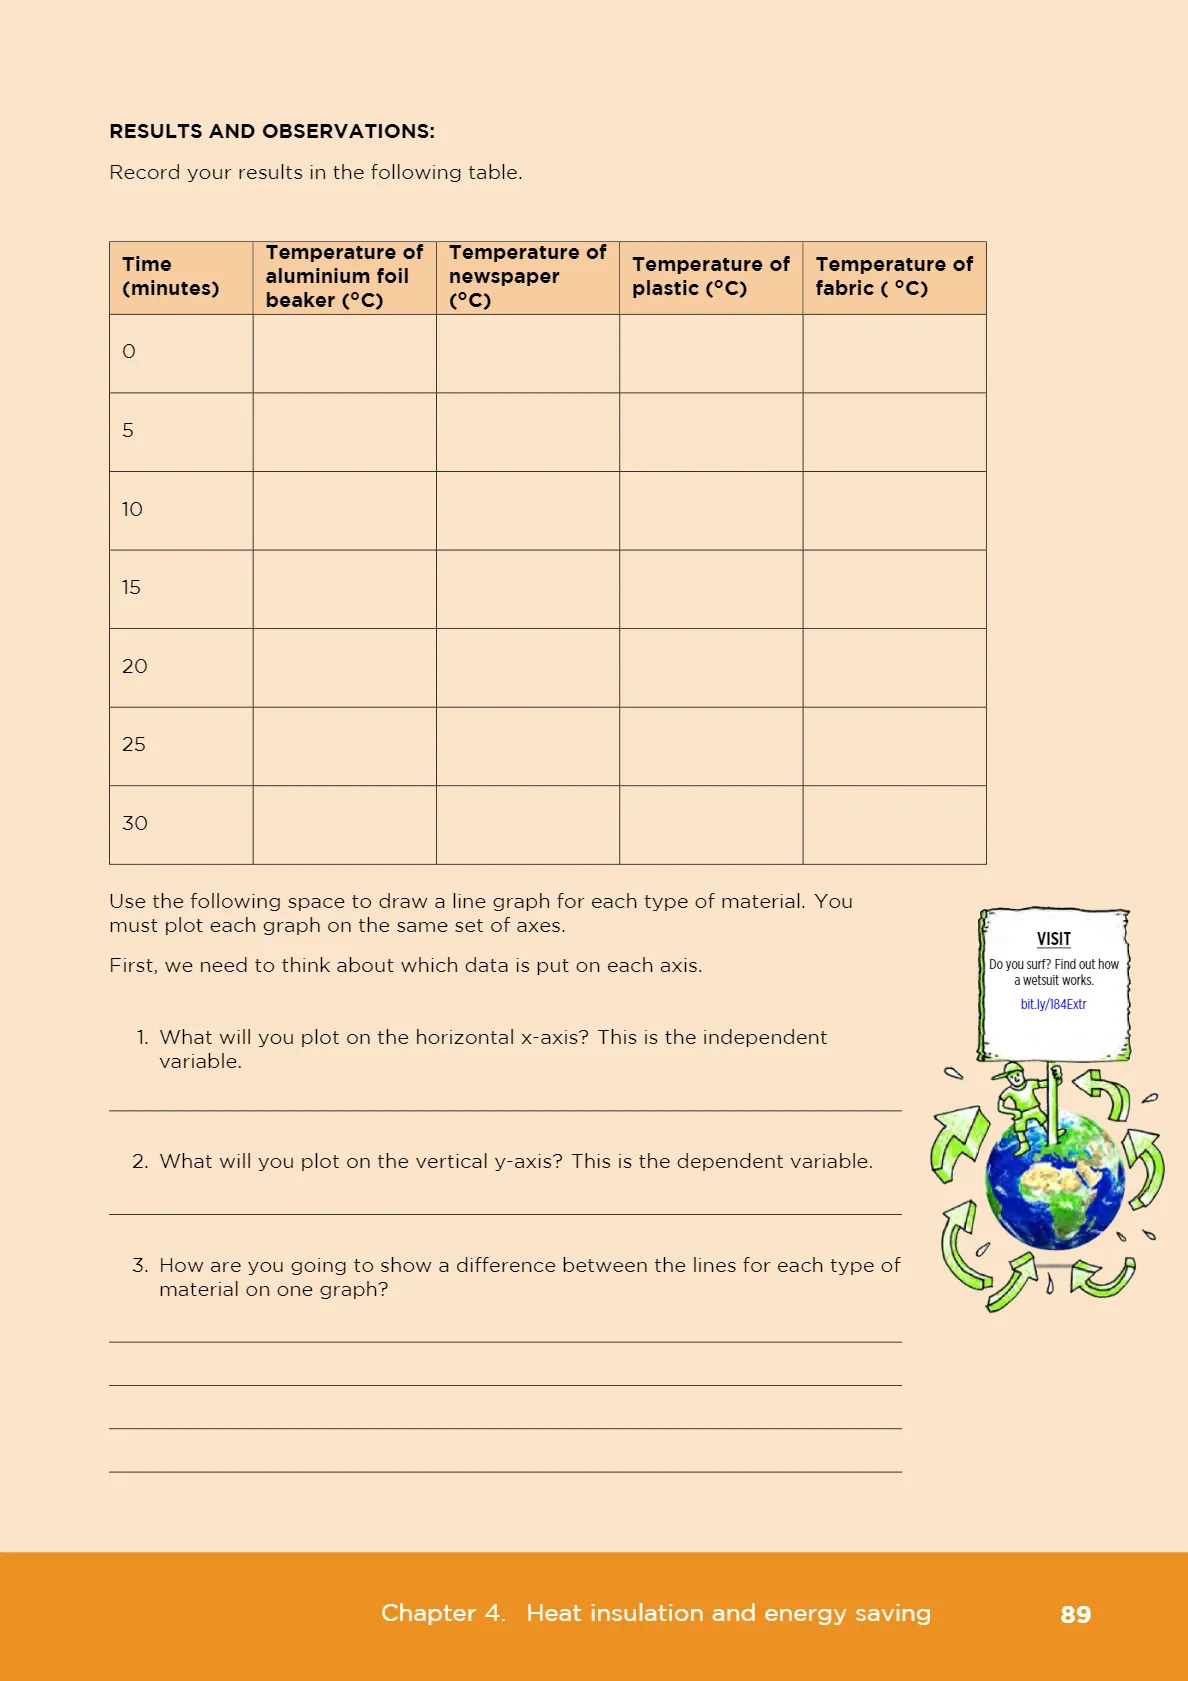 RESULTS AND OBSERVATIONS:
Record your results in the following table.
Time (minutes) | Temperature of aluminium foil beaker (°C) | Temperature of newspaper (°C) | Temperature of plastic (°C) | Temperature of fabric ( °C)
0
5
10
15
20
25
30
Use the following space to draw a line graph for each type of material. You
must plot each graph on the same set of axes.
First, we need to think about which data is put on each axis.
1. What will you plot on the horizontal x-axis? This is the independent
variable.
2. What will you plot on the vertical y-axis? This is the dependent variable.
3. How are you going to show a difference between the lines for each type of
material on one graph?
VISIT
Do you surf? Find out how
a wetsuit works.
bit.ly/184Extr
Chapter 4. Heat insulation and energy saving 89